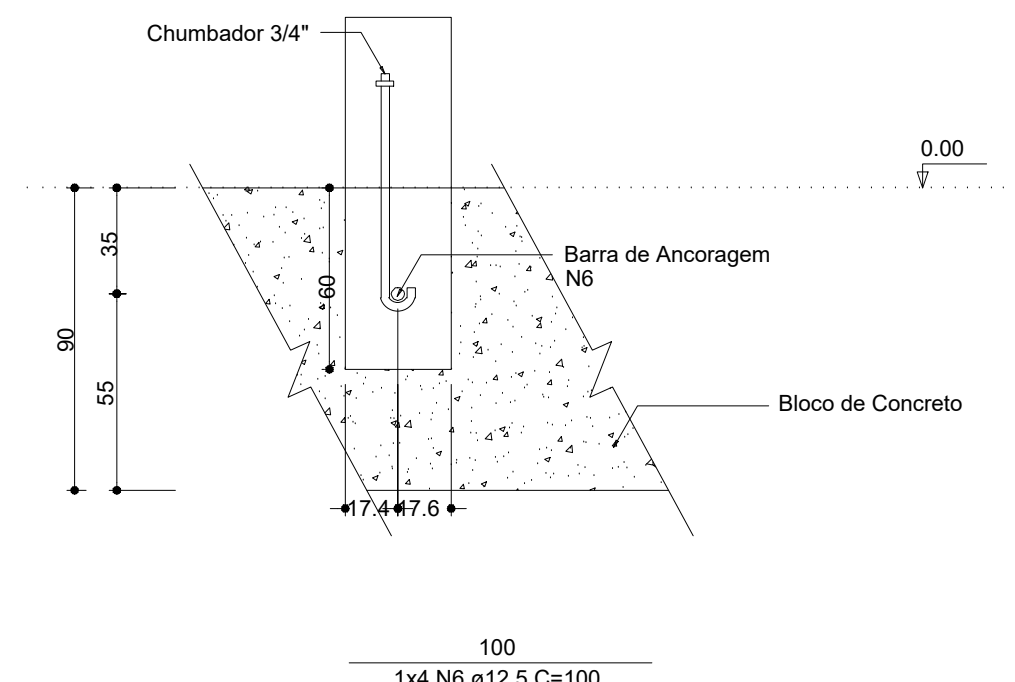 Chumbador 3/4"
0.00
35
Barra de Ancoragem
N6
60
90
55
Bloco de Concreto
17.4
17.6
100
1x4 N6 ø12.5 C=100